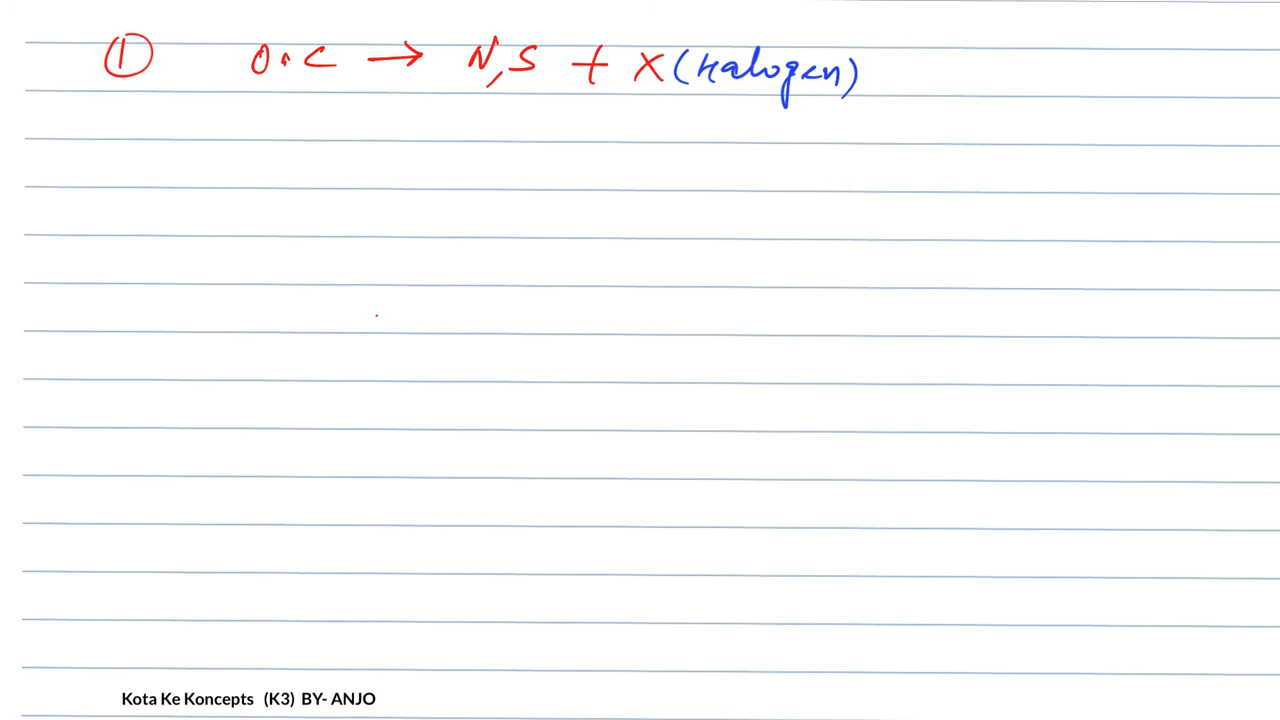 ① O.C → N,S + X (Halogen)
Kota Ke Koncepts (K3) BY- ANJO